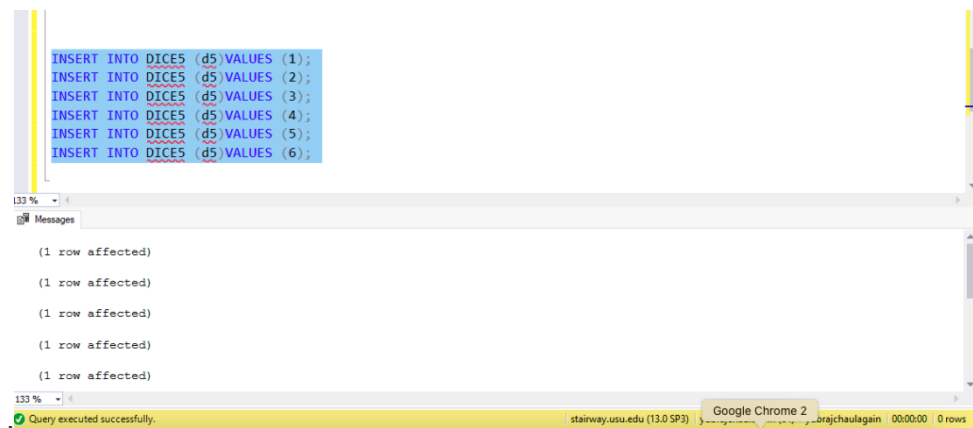 INSERT INTO DICE5 (d5)VALUES (1);
INSERT INTO DICE5 (d5)VALUES (2);
INSERT INTO DICE5 (d5)VALUES (3);
INSERT INTO DICE5 (d5)VALUES (4);
INSERT INTO DICE5 (d5)VALUES (5);
INSERT INTO DICE5 (d5)VALUES (6);
133 %
Messages
(1 row affected)
(1 row affected)
(1 row affected)
(1 row affected)
(1 row affected)
133 %
Query executed successfully.
stairway.usu.edu (13.0 SP3)
Google Chrome 2
00:00:00
0 rows